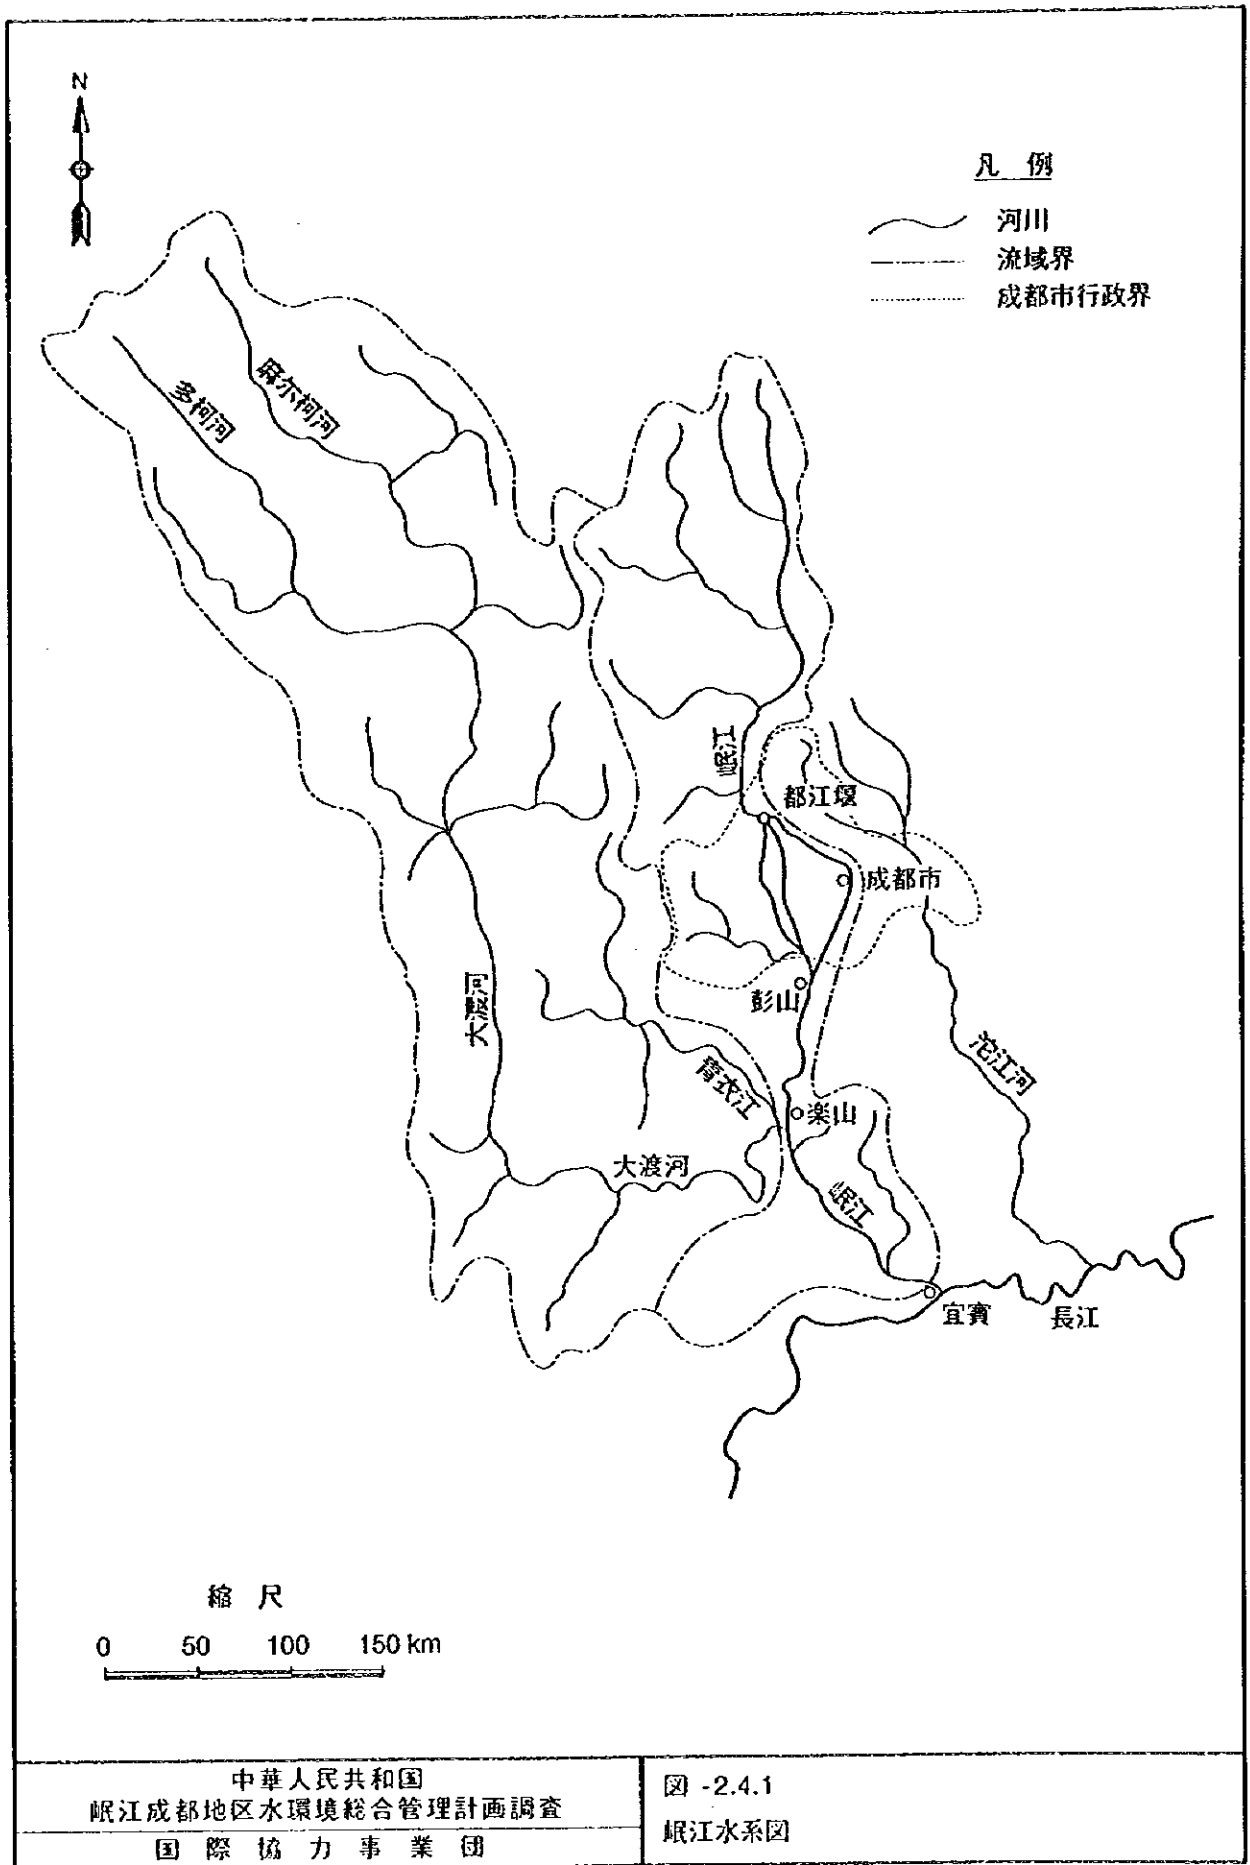 N
凡 例
河川
流域界
成都市行政界
多柯河
麻尔柯河
岷江
都江堰
成都市
大渡河
彭山
沱江河
青衣江
楽山
大渡河
岷江
宜賓
長江
縮 尺
0 50 100 150 km
中華人民共和国
岷江成都地区水環境総合管理計画調査
国 際 協 力 事 業 団
図 -2.4.1
岷江水系図